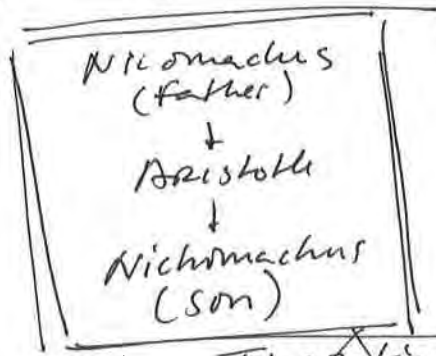 Nicomachus
(father)
↓
Aristotle
↓
Nichomachus
(son)